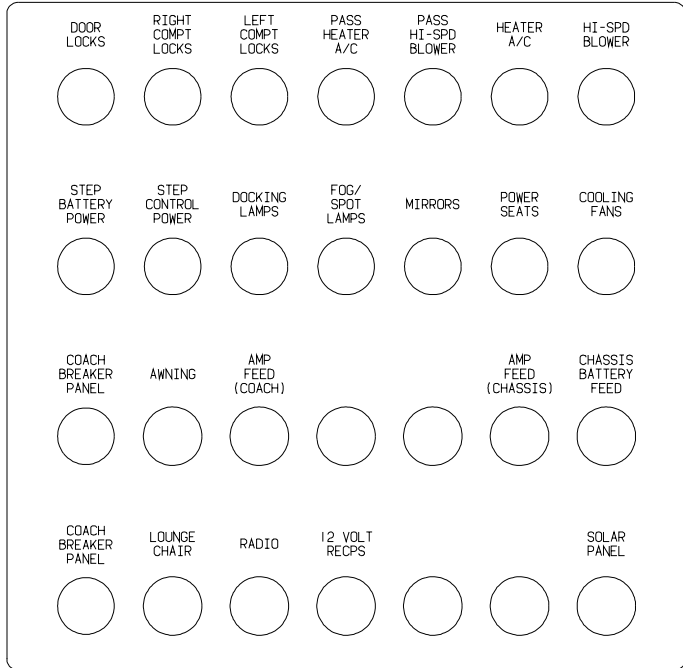 DOOR
LOCKS
RIGHT
COMPT
LOCKS
LEFT
COMPT
LOCKS
PASS
HEATER
A/C
PASS
HI-SPD
BLOWER
HEATER
A/C
HI-SPD
BLOWER
STEP
BATTERY
POWER
STEP
CONTROL
POWER
DOCKING
LAMPS
FOG/
SPOT
LAMPS
MIRRORS
POWER
SEATS
COOLING
FANS
COACH
BREAKER
PANEL
AWNING
AMP
FEED
(COACH)
AMP
FEED
(CHASSIS)
CHASSIS
BATTERY
FEED
COACH
BREAKER
PANEL
LOUNGE
CHAIR
RADIO
12 VOLT
RECPS
SOLAR
PANEL